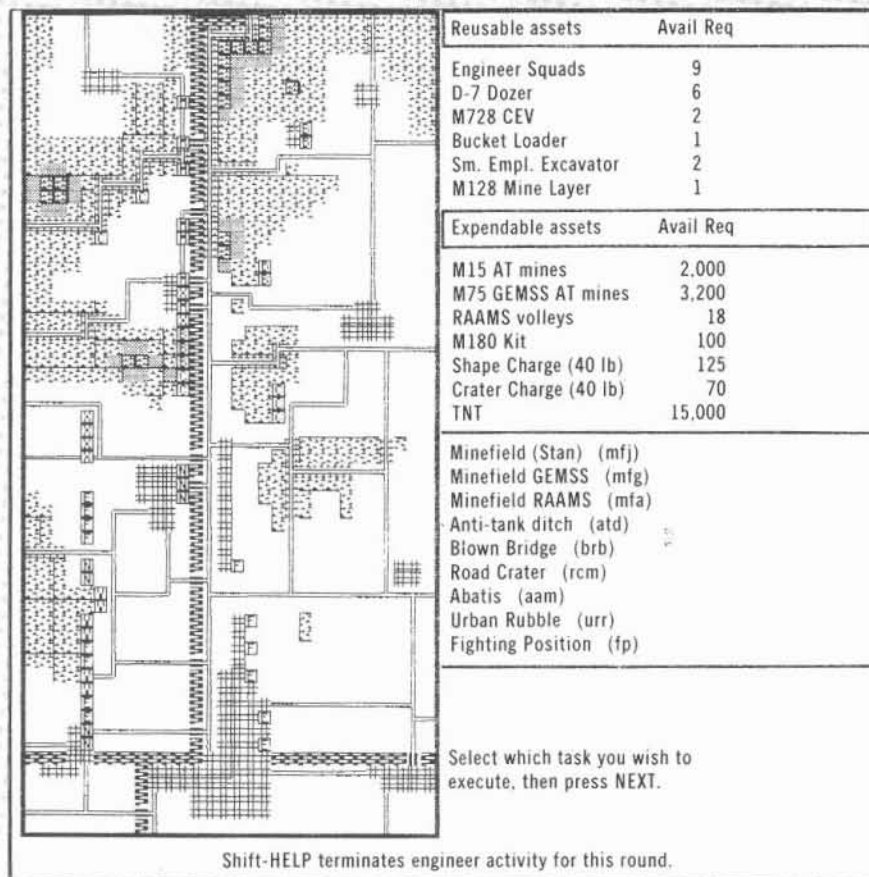 Reusable assets Avail Req
Engineer Squads 9
D-7 Dozer 6
M728 CEV 2
Bucket Loader 1
Sm. Empl. Excavator 2
M128 Mine Layer 1
Expendable assets Avail Req
M15 AT mines 2,000
M75 GEMSS AT mines 3,200
RAAMS volleys 18
M180 Kit 100
Shape Charge (40 lb) 125
Crater Charge (40 lb) 70
TNT 15,000
Minefield (Stan) (mfj)
Minefield GEMSS (mfg)
Minefield RAAMS (mfa)
Anti-tank ditch (atd)
Blown Bridge (brb)
Road Crater (rcm)
Abatis (aam)
Urban Rubble (urr)
Fighting Position (fp)
Select which task you wish to
execute, then press NEXT.
Shift-HELP terminates engineer activity for this round.